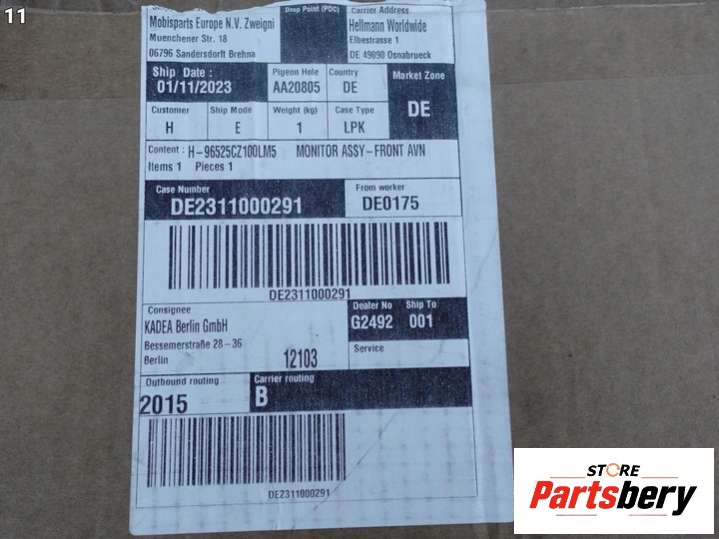 11
Mobisparts Europe N.V. Zweigni
Muenchener Str. 18
06796 Sandersdorft Brehna
Drop Point (PDC)
Carrier Address
Hellmann Worldwide
Elbestrasse 1
DE 49090 Osnabrueck
Ship Date :
01/11/2023
Pigeon Hole
AA20805
Country
DE
Market Zone
DE
Customer
H
Ship Mode
E
Weight (kg)
1
Case Type
LPK
Content : H-96525CZ100LM5 MONITOR ASSY-FRONT AVN
Items 1 Pieces 1
Case Number
DE2311000291
From worker
DE0175
DE2311000291
Consignee
KADEA Berlin GmbH
Bessemerstraße 28-36
Berlin 12103
Dealer No Ship To
G2492 001
Service
Outbound routing
2015
Carrier routing
B
DE2311000291
STORE
Partsbery